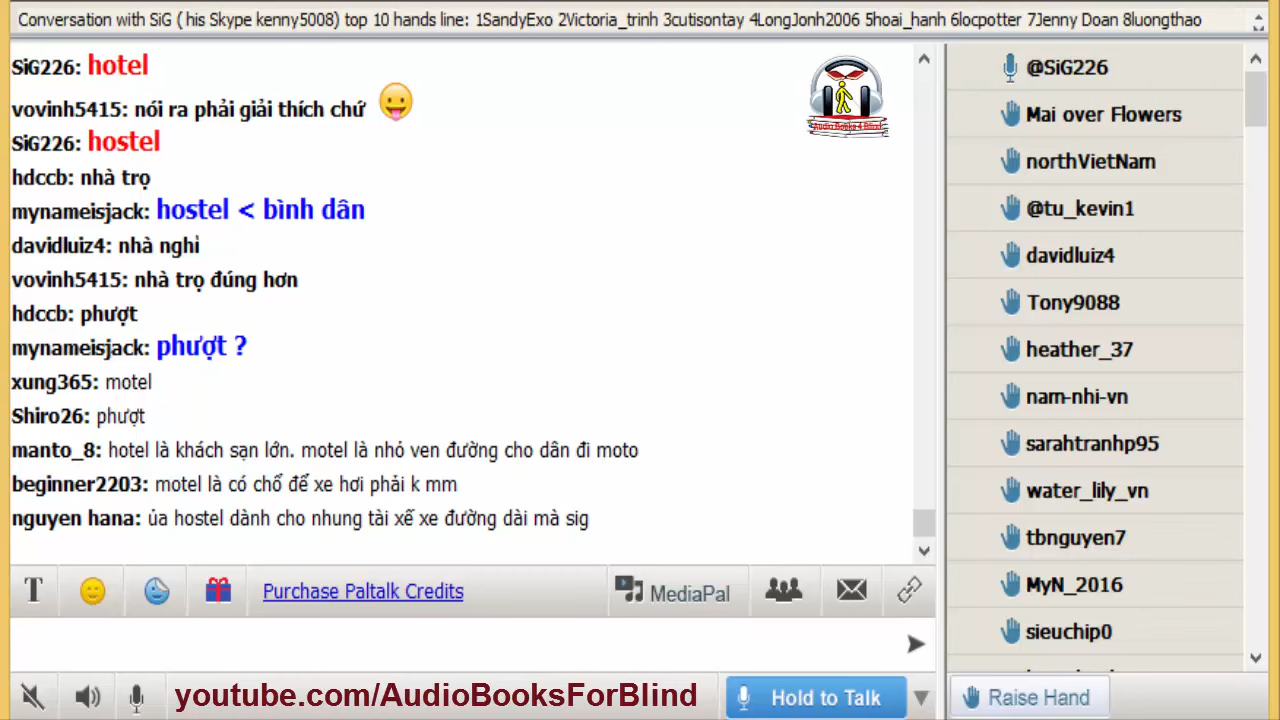 Conversation with SiG ( his Skype kenny5008) top 10 hands line: 1SandyExo 2Victoria_trinh 3cutisontay 4LongJonh2006 5hoai_hanh 6locpotter 7Jenny Doan 8luongthao
SiG226: hotel
vovinh5415: nói ra phải giải thích chứ
SiG226: hostel
hdccb: nhà trọ
mynameisjack: hostel < bình dân
davidluiz4: nhà nghỉ
vovinh5415: nhà trọ đúng hơn
hdccb: phượt
mynameisjack: phượt ?
xung365: motel
Shiro26: phượt
manto_8: hotel là khách sạn lớn. motel là nhỏ ven đường cho dân đi moto
beginner2203: motel là có chổ để xe hơi phải k mm
nguyen hana: ủa hostel dành cho nhung tài xế xe đường dài mà sig
Audio Books 4 Blind
@SiG226
Mai over Flowers
northVietNam
@tu_kevin1
davidluiz4
Tony9088
heather_37
nam-nhi-vn
sarahtranhp95
water_lily_vn
tbnguyen7
MyN_2016
sieuchip0
T
Purchase Paltalk Credits
MediaPal
youtube.com/AudioBooksForBlind
Hold to Talk
Raise Hand